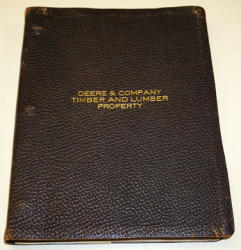 DEERE & COMPANY
TIMBER AND LUMBER
PROPERTY